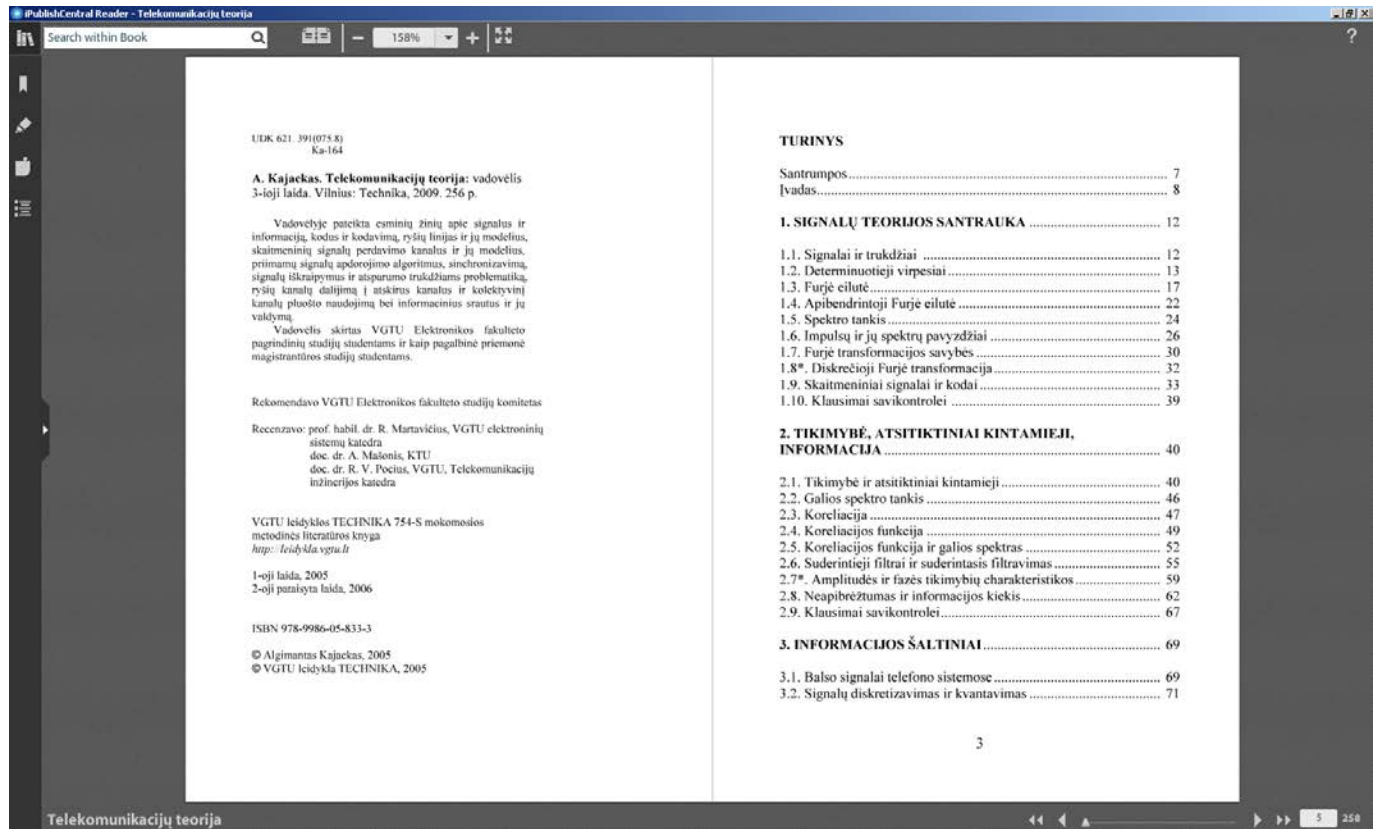 iPublishCentral Reader - Telekomunikacijų teorija
Search within Book
158%
?
UDK 621. 391(075.8)
Ka-164
A. Kajackas. Telekomunikacijų teorija: vadovėlis
3-ioji laida. Vilnius: Technika, 2009. 256 p.
Vadovėlyje pateikta esminių žinių apie signalus ir
informaciją, kodus ir kodavimą, ryšių linijas ir jų modelius,
skaitmeninių signalų perdavimo kanalus ir jų modelius,
priimamų signalų apdorojimo algoritmus, sinchronizavimą,
signalų iškraipymus ir atsparumo trukdžiams problematiką,
ryšių kanalų dalijimą į atskirus kanalus ir kolektyvinį
kanalų pluošto naudojimą bei informacinius srautus ir jų
valdymą.
Vadovėlis skirtas VGTU Elektronikos fakulteto
pagrindinių studijų studentams ir kaip pagalbinė priemonė
magistrantūros studijų studentams.
Rekomendavo VGTU Elektronikos fakulteto studijų komitetas
Recenzavo: prof. habil. dr. R. Martavičius, VGTU elektroninių
sistemų katedra
doc. dr. A. Mašonis, KTU
doc. dr. R. V. Pocius, VGTU, Telekomunikacijų
inžinerijos katedra
VGTU leidyklos TECHNIKA 754-S mokomosios
metodinės literatūros knyga
http://leidykla.vgtu.lt
1-oji laida, 2005
2-oji pataisyta laida, 2006
ISBN 978-9986-05-833-3
© Algimantas Kajackas, 2005
© VGTU leidykla TECHNIKA, 2005
TURINYS
Santrumpos ........ 7
Įvadas ........ 8
1. SIGNALŲ TEORIJOS SANTRAUKA ........ 12
1.1. Signalai ir trukdžiai ........ 12
1.2. Determinuotieji virpesiai ........ 13
1.3. Furjė eilutė ........ 17
1.4. Apibendrintoji Furjė eilutė ........ 22
1.5. Spektro tankis ........ 24
1.6. Impulsų ir jų spektrų pavyzdžiai ........ 26
1.7. Furjė transformacijos savybės ........ 30
1.8*. Diskrečioji Furjė transformacija ........ 32
1.9. Skaitmeniniai signalai ir kodai ........ 33
1.10. Klausimai savikontrolei ........ 39
2. TIKIMYBĖ, ATSITIKTINIAI KINTAMIEJI,
INFORMACIJA ........ 40
2.1. Tikimybė ir atsitiktiniai kintamieji ........ 40
2.2. Galios spektro tankis ........ 46
2.3. Koreliacija ........ 47
2.4. Koreliacijos funkcija ........ 49
2.5. Koreliacijos funkcija ir galios spektras ........ 52
2.6. Suderintieji filtrai ir suderintasis filtravimas ........ 55
2.7*. Amplitudės ir fazės tikimybių charakteristikos ........ 59
2.8. Neapibrėžtumas ir informacijos kiekis ........ 62
2.9. Klausimai savikontrolei ........ 67
3. INFORMACIJOS ŠALTINIAI ........ 69
3.1. Balso signalai telefono sistemose ........ 69
3.2. Signalų diskretizavimas ir kvantavimas ........ 71
3
Telekomunikacijų teorija
5 258